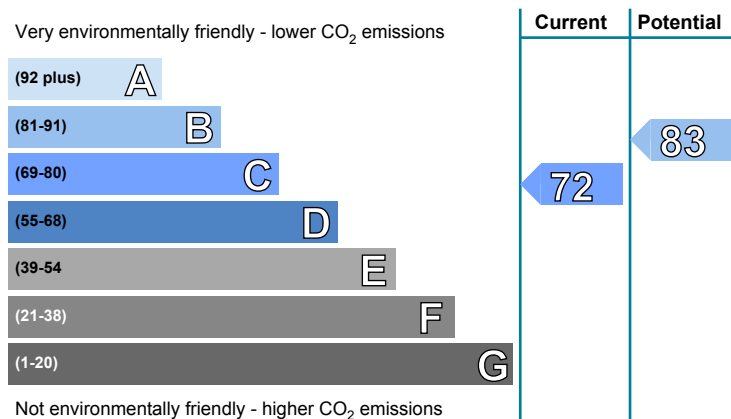 Current Potential
Very environmentally friendly - lower CO2 emissions
(92 plus) A
(81-91) B
83
(69-80) C
72
(55-68) D
(39-54 E
(21-38) F
(1-20) G
Not environmentally friendly - higher CO2 emissions